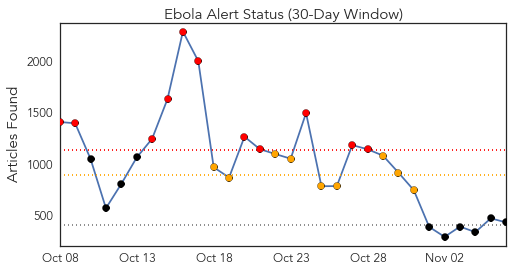 Ebola Alert Status (30-Day Window)
Articles Found
2000
1500
1000
500
Oct 08
Oct 13
Oct 18
Oct 23
Oct 28
Nov 02